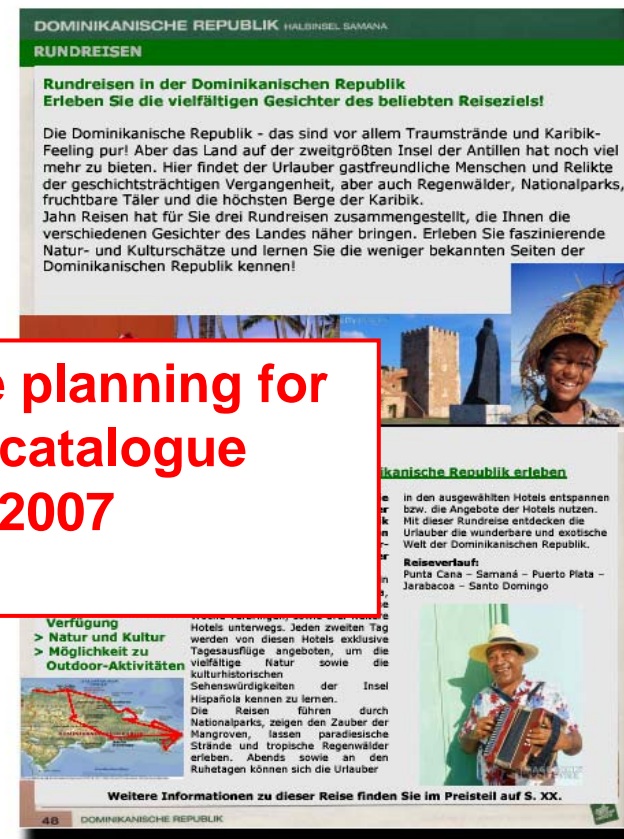 DOMINIKANISCHE REPUBLIK HALBINSEL SAMANA
RUNDREISEN
Rundreisen in der Dominikanischen Republik
Erleben Sie die vielfältigen Gesichter des beliebten Reiseziels!
Die Dominikanische Republik - das sind vor allem Traumstrände und Karibik-
Feeling pur! Aber das Land auf der zweitgrößten Insel der Antillen hat noch viel
mehr zu bieten. Hier findet der Urlauber gastfreundliche Menschen und Relikte
der geschichtsträchtigen Vergangenheit, aber auch Regenwälder, Nationalparks,
fruchtbare Täler und die höchsten Berge der Karibik.
Jahn Reisen hat für Sie drei Rundreisen zusammengestellt, die Ihnen die
verschiedenen Gesichter des Landes näher bringen. Erleben Sie faszinierende
Natur- und Kulturschätze und lernen Sie die weniger bekannten Seiten der
Dominikanischen Republik kennen!
planning for
catalogue
2007
Republik erleben
Verfügung
> Natur und Kultur
> Möglichkeit zu
Outdoor-Aktivitäten
Hotels unterwegs. Jeden zweiten Tag
werden von diesen Hotels exklusive
Tagesausflüge angeboten, um die
vielfältige Natur sowie die
kulturhistorischen
Sehenswürdigkeiten der Insel
Hispañola kennen zu lernen.
Die Reisen führen durch
Nationalparks, zeigen den Zauber der
Mangroven, lassen paradiesische
Strände und tropische Regenwälder
erleben. Abends sowie an den
Ruhetagen können sich die Urlauber
in den ausgewählten Hotels entspannen
bzw. die Angebote der Hotels nutzen.
Mit dieser Rundreise entdecken die
Urlauber die wunderbare und exotische
Welt der Dominikanischen Republik.
Reiseverlauf:
Punta Cana – Samaná – Puerto Plata –
Jarabacoa – Santo Domingo
Weitere Informationen zu dieser Reise finden Sie im Preisteil auf S. XX.
48 DOMINIKANISCHE REPUBLIK